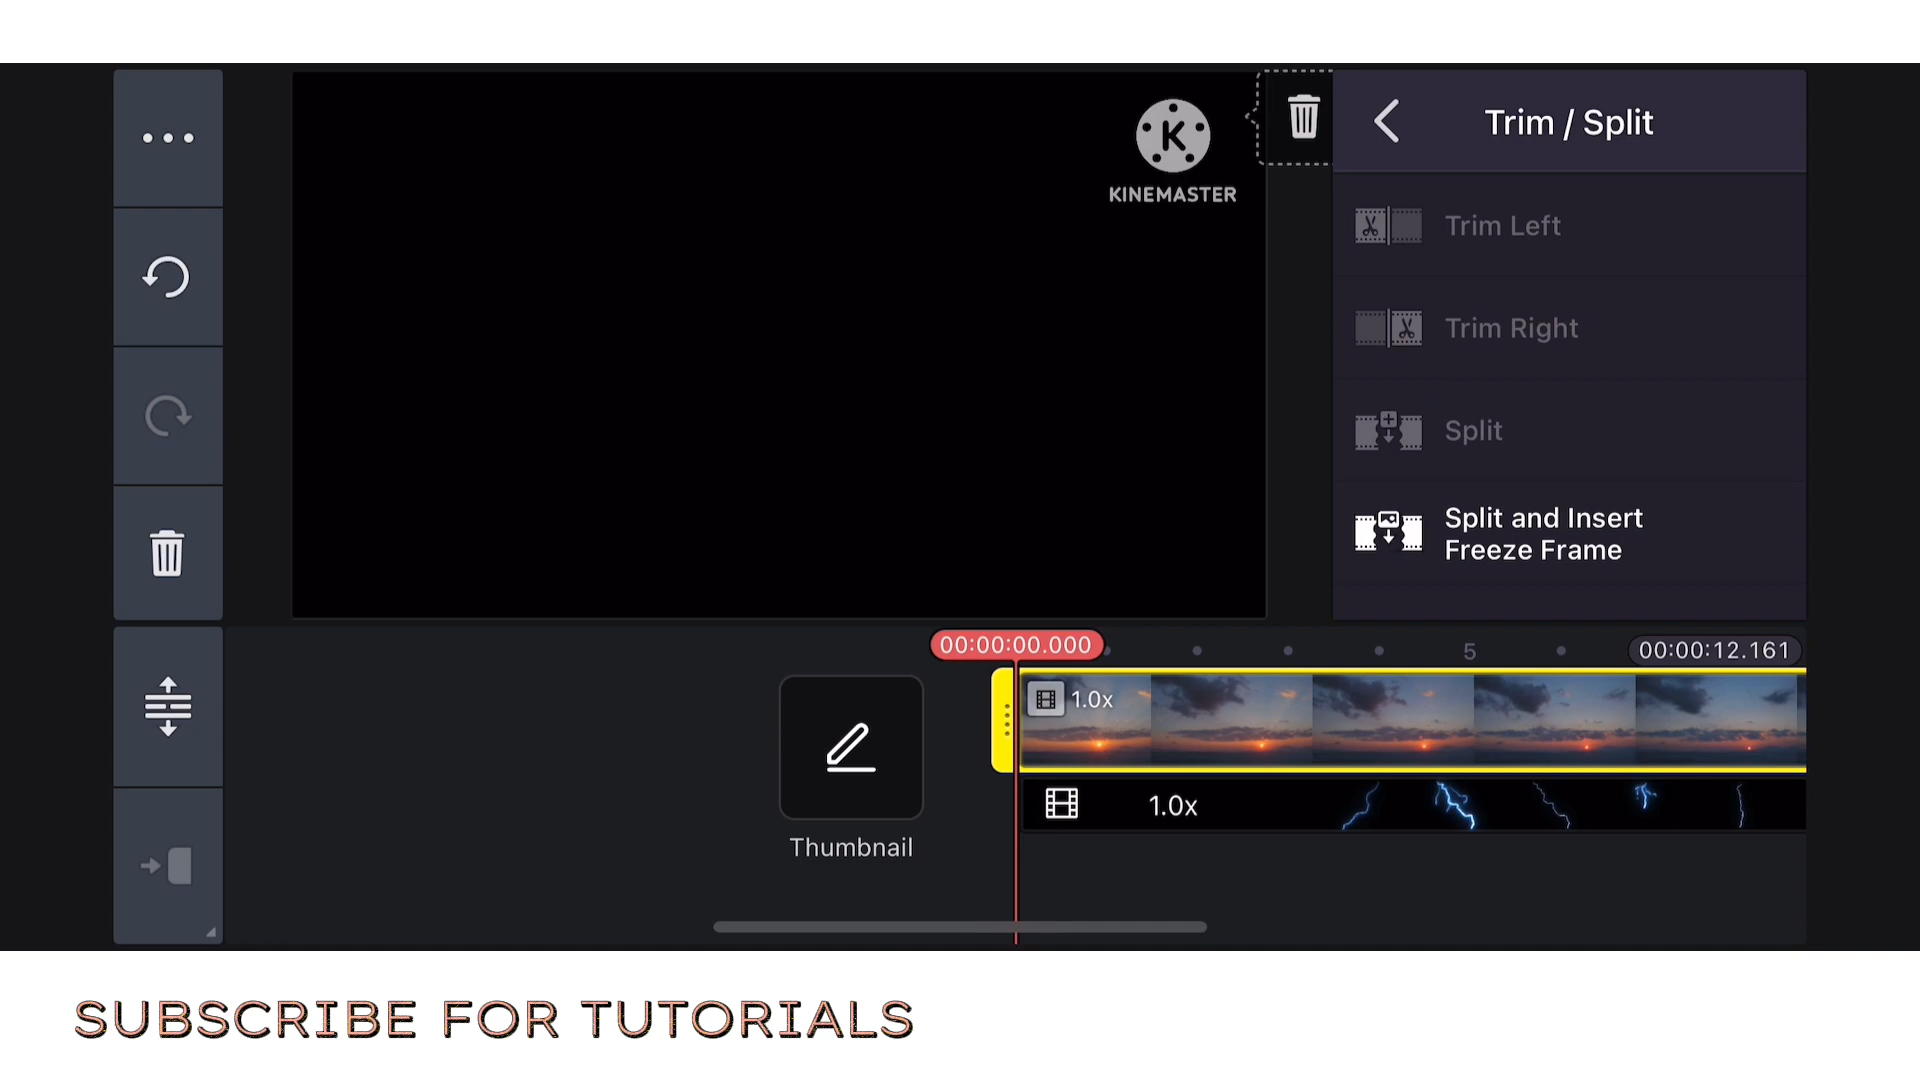 K
KINEMASTER
Trim / Split
Trim Left
Trim Right
Split
Split and Insert
Freeze Frame
00:00:00.000
5
00:00:12.161
1.0x
1.0x
Thumbnail
SUBSCRIBE FOR TUTORIALS